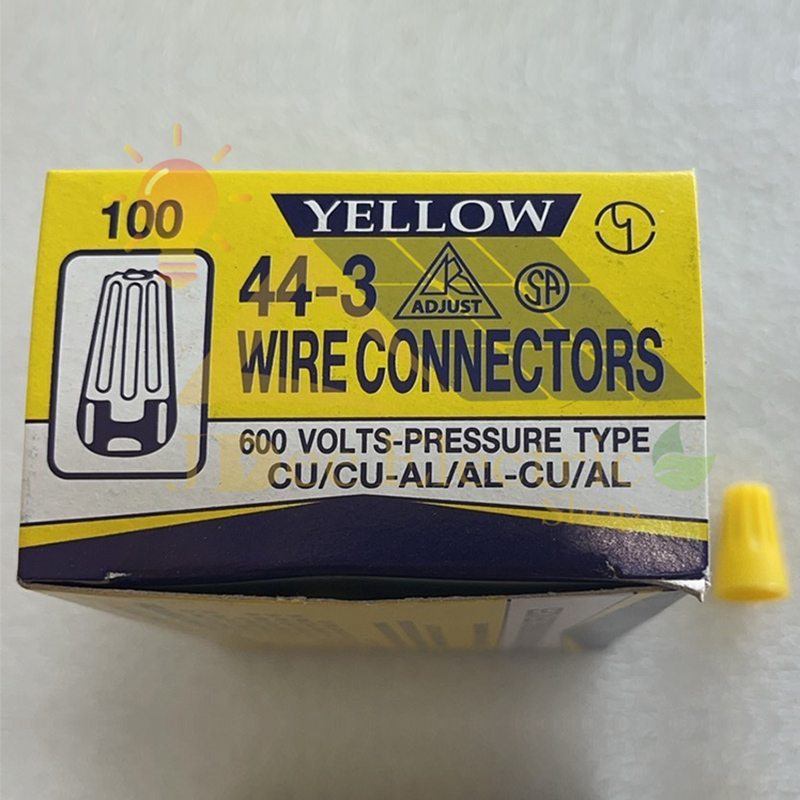 100
YELLOW
44-3
ADJUST
SA
WIRE CONNECTORS
600 VOLTS-PRESSURE TYPE
CU/CU-AL/AL-CU/AL